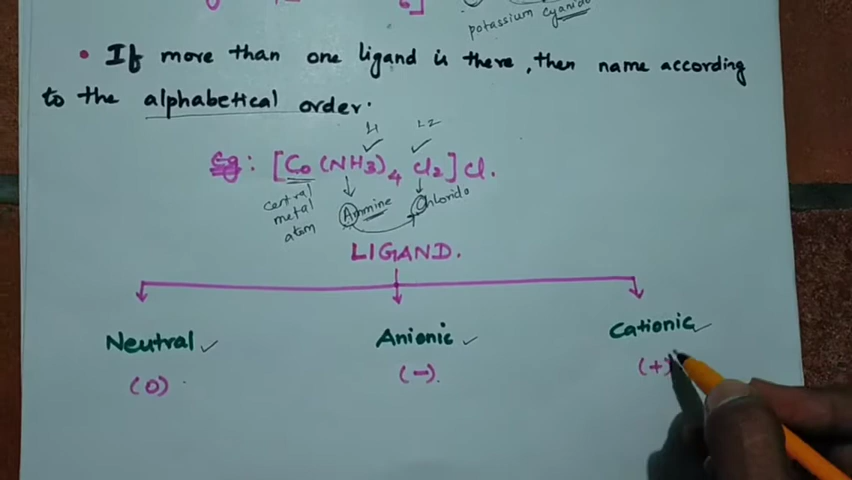 potassium cyanido
• If more than one ligand is there, then name according
to the alphabetical order.
L1 L2
Eg: [Co(NH3)4 Cl2]Cl.
central metal atom Ammine Chlorido
LIGAND.
Neutral Anionic Cationic
(0) (-). (+)